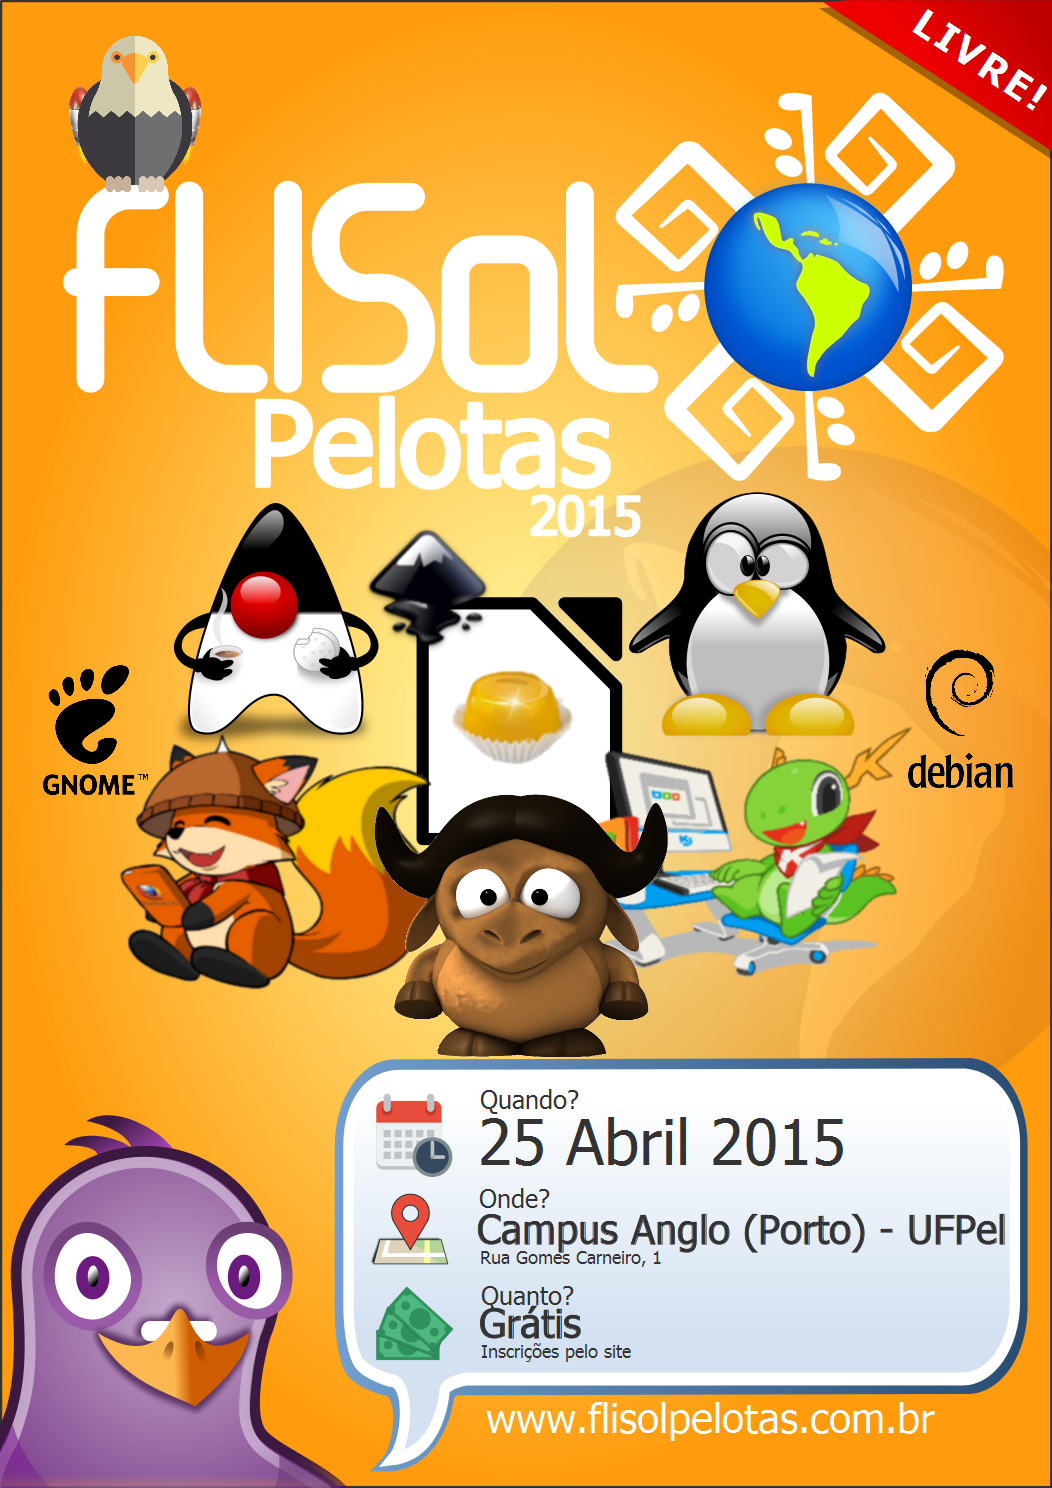 LIVRE!
fLISoL
Pelotas
2015
GNOME™
debian
Quando?
25 Abril 2015
Onde?
Campus Anglo (Porto) - UFPel
Rua Gomes Carneiro, 1
Quanto?
Grátis
Inscrições pelo site
www.flisolpelotas.com.br